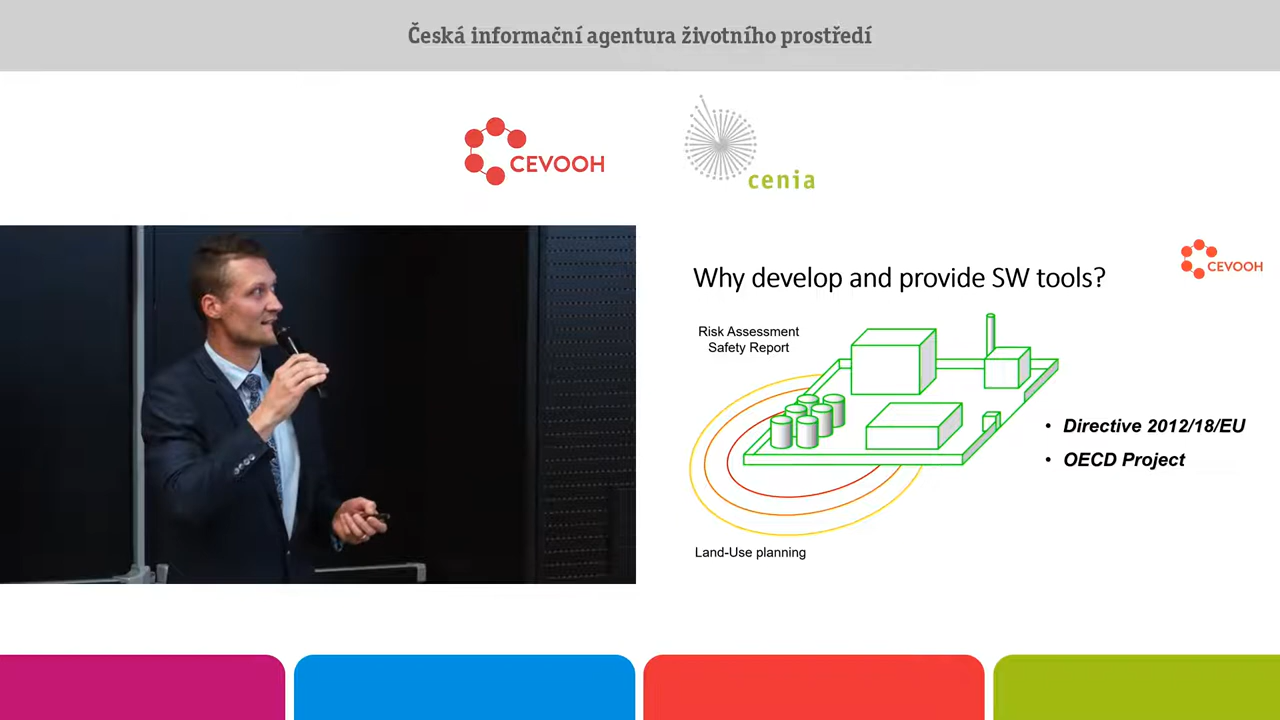 Česká informační agentura životního prostředí
CEVOOH
cenia
CEVOOH
Why develop and provide SW tools?
Risk Assessment
Safety Report
• Directive 2012/18/EU
• OECD Project
Land-Use planning